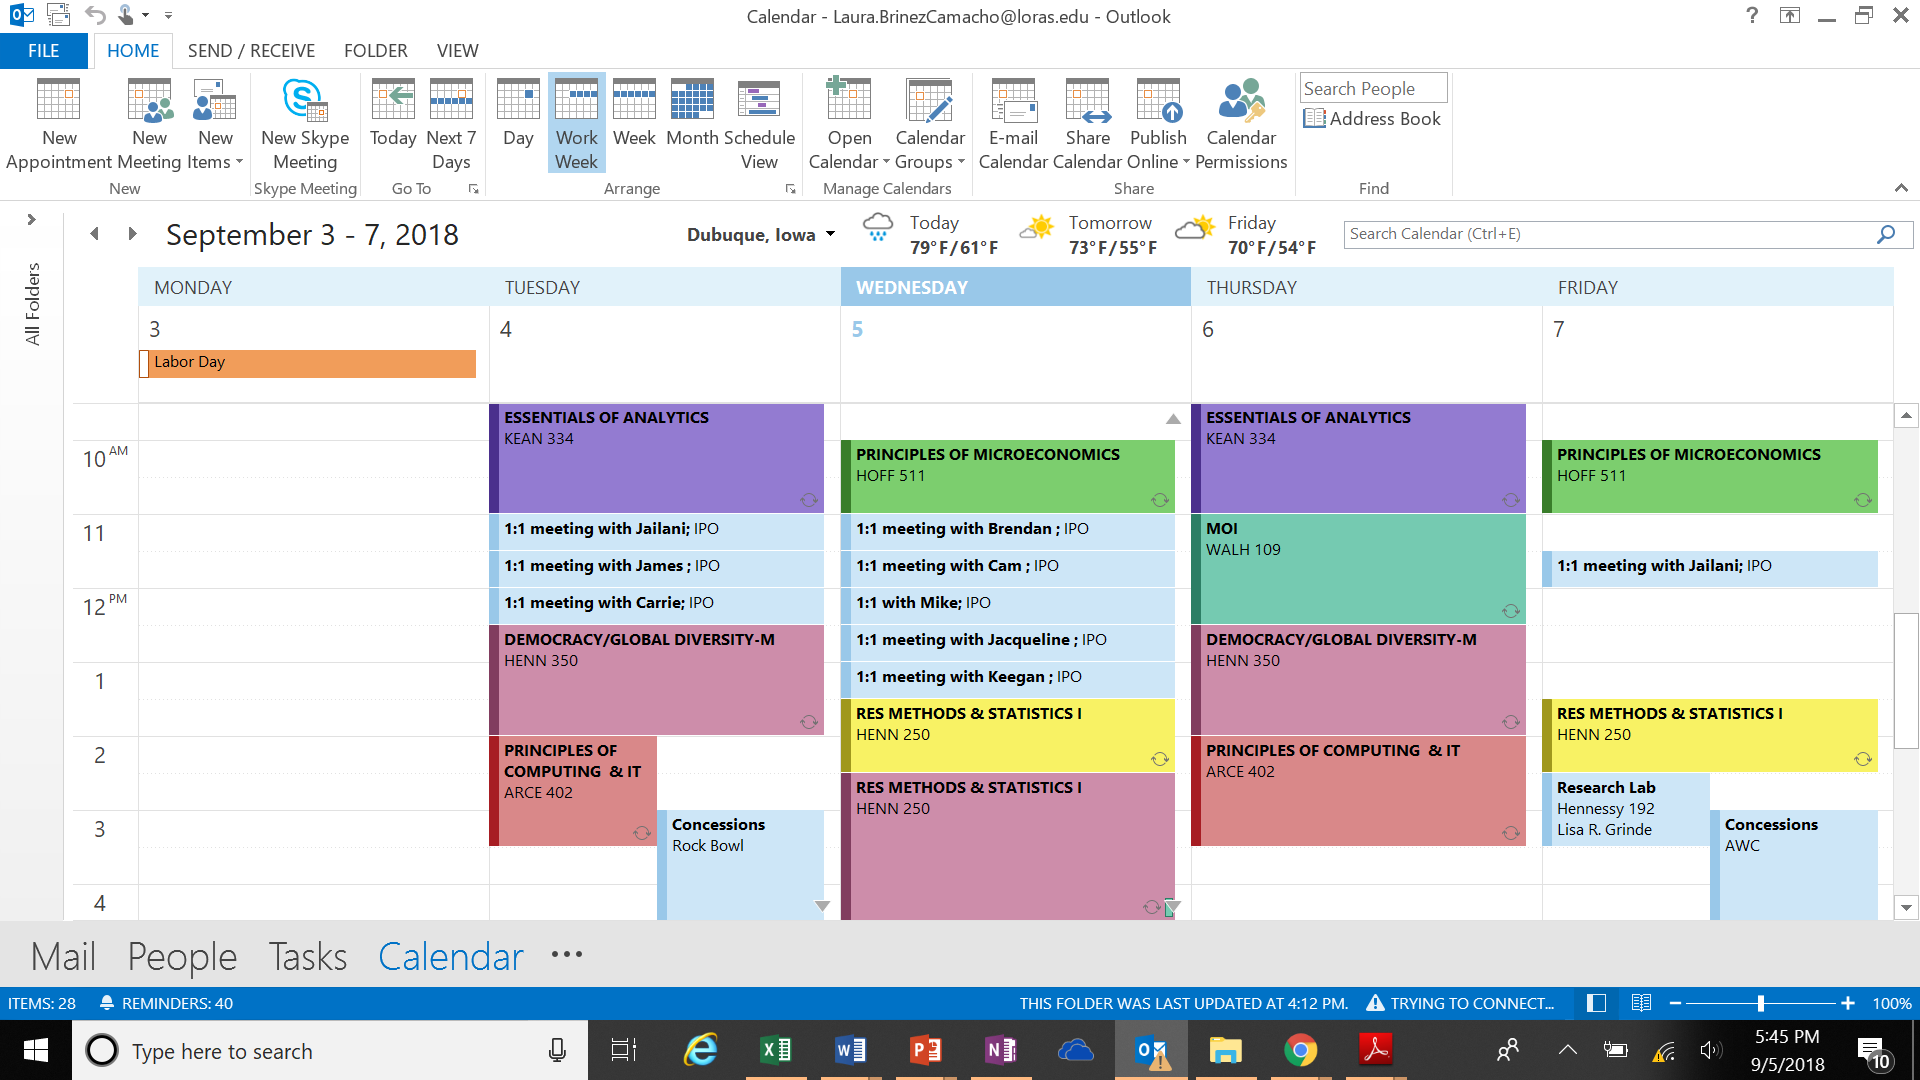 Calendar - Laura.BrinezCamacho@loras.edu - Outlook
FILE HOME SEND / RECEIVE FOLDER VIEW
New Appointment
New Meeting
New Items
New
New Skype Meeting
Skype Meeting
Today
Next 7 Days
Go To
Day
Work Week
Week
Month
Schedule View
Arrange
Open Calendar
Calendar Groups
Manage Calendars
E-mail Calendar
Share Calendar
Publish Online
Calendar Permissions
Share
Search People
Address Book
Find
All Folders
September 3 - 7, 2018
Dubuque, Iowa
Today
79°F/61°F
Tomorrow
73°F/55°F
Friday
70°F/54°F
Search Calendar (Ctrl+E)
MONDAY TUESDAY WEDNESDAY THURSDAY FRIDAY
3 4 5 6 7
Labor Day
10 AM
11
12 PM
1
2
3
4
ESSENTIALS OF ANALYTICS
KEAN 334
1:1 meeting with Jailani; IPO
1:1 meeting with James ; IPO
1:1 meeting with Carrie; IPO
DEMOCRACY/GLOBAL DIVERSITY-M
HENN 350
PRINCIPLES OF
COMPUTING & IT
ARCE 402
Concessions
Rock Bowl
PRINCIPLES OF MICROECONOMICS
HOFF 511
1:1 meeting with Brendan ; IPO
1:1 meeting with Cam ; IPO
1:1 with Mike; IPO
1:1 meeting with Jacqueline ; IPO
1:1 meeting with Keegan ; IPO
RES METHODS & STATISTICS I
HENN 250
RES METHODS & STATISTICS I
HENN 250
ESSENTIALS OF ANALYTICS
KEAN 334
MOI
WALH 109
DEMOCRACY/GLOBAL DIVERSITY-M
HENN 350
PRINCIPLES OF COMPUTING & IT
ARCE 402
PRINCIPLES OF MICROECONOMICS
HOFF 511
1:1 meeting with Jailani; IPO
RES METHODS & STATISTICS I
HENN 250
Research Lab
Hennessy 192
Lisa R. Grinde
Concessions
AWC
Mail People Tasks Calendar ···
ITEMS: 28 REMINDERS: 40 THIS FOLDER WAS LAST UPDATED AT 4:12 PM. TRYING TO CONNECT... 100%
Type here to search
5:45 PM
9/5/2018
10